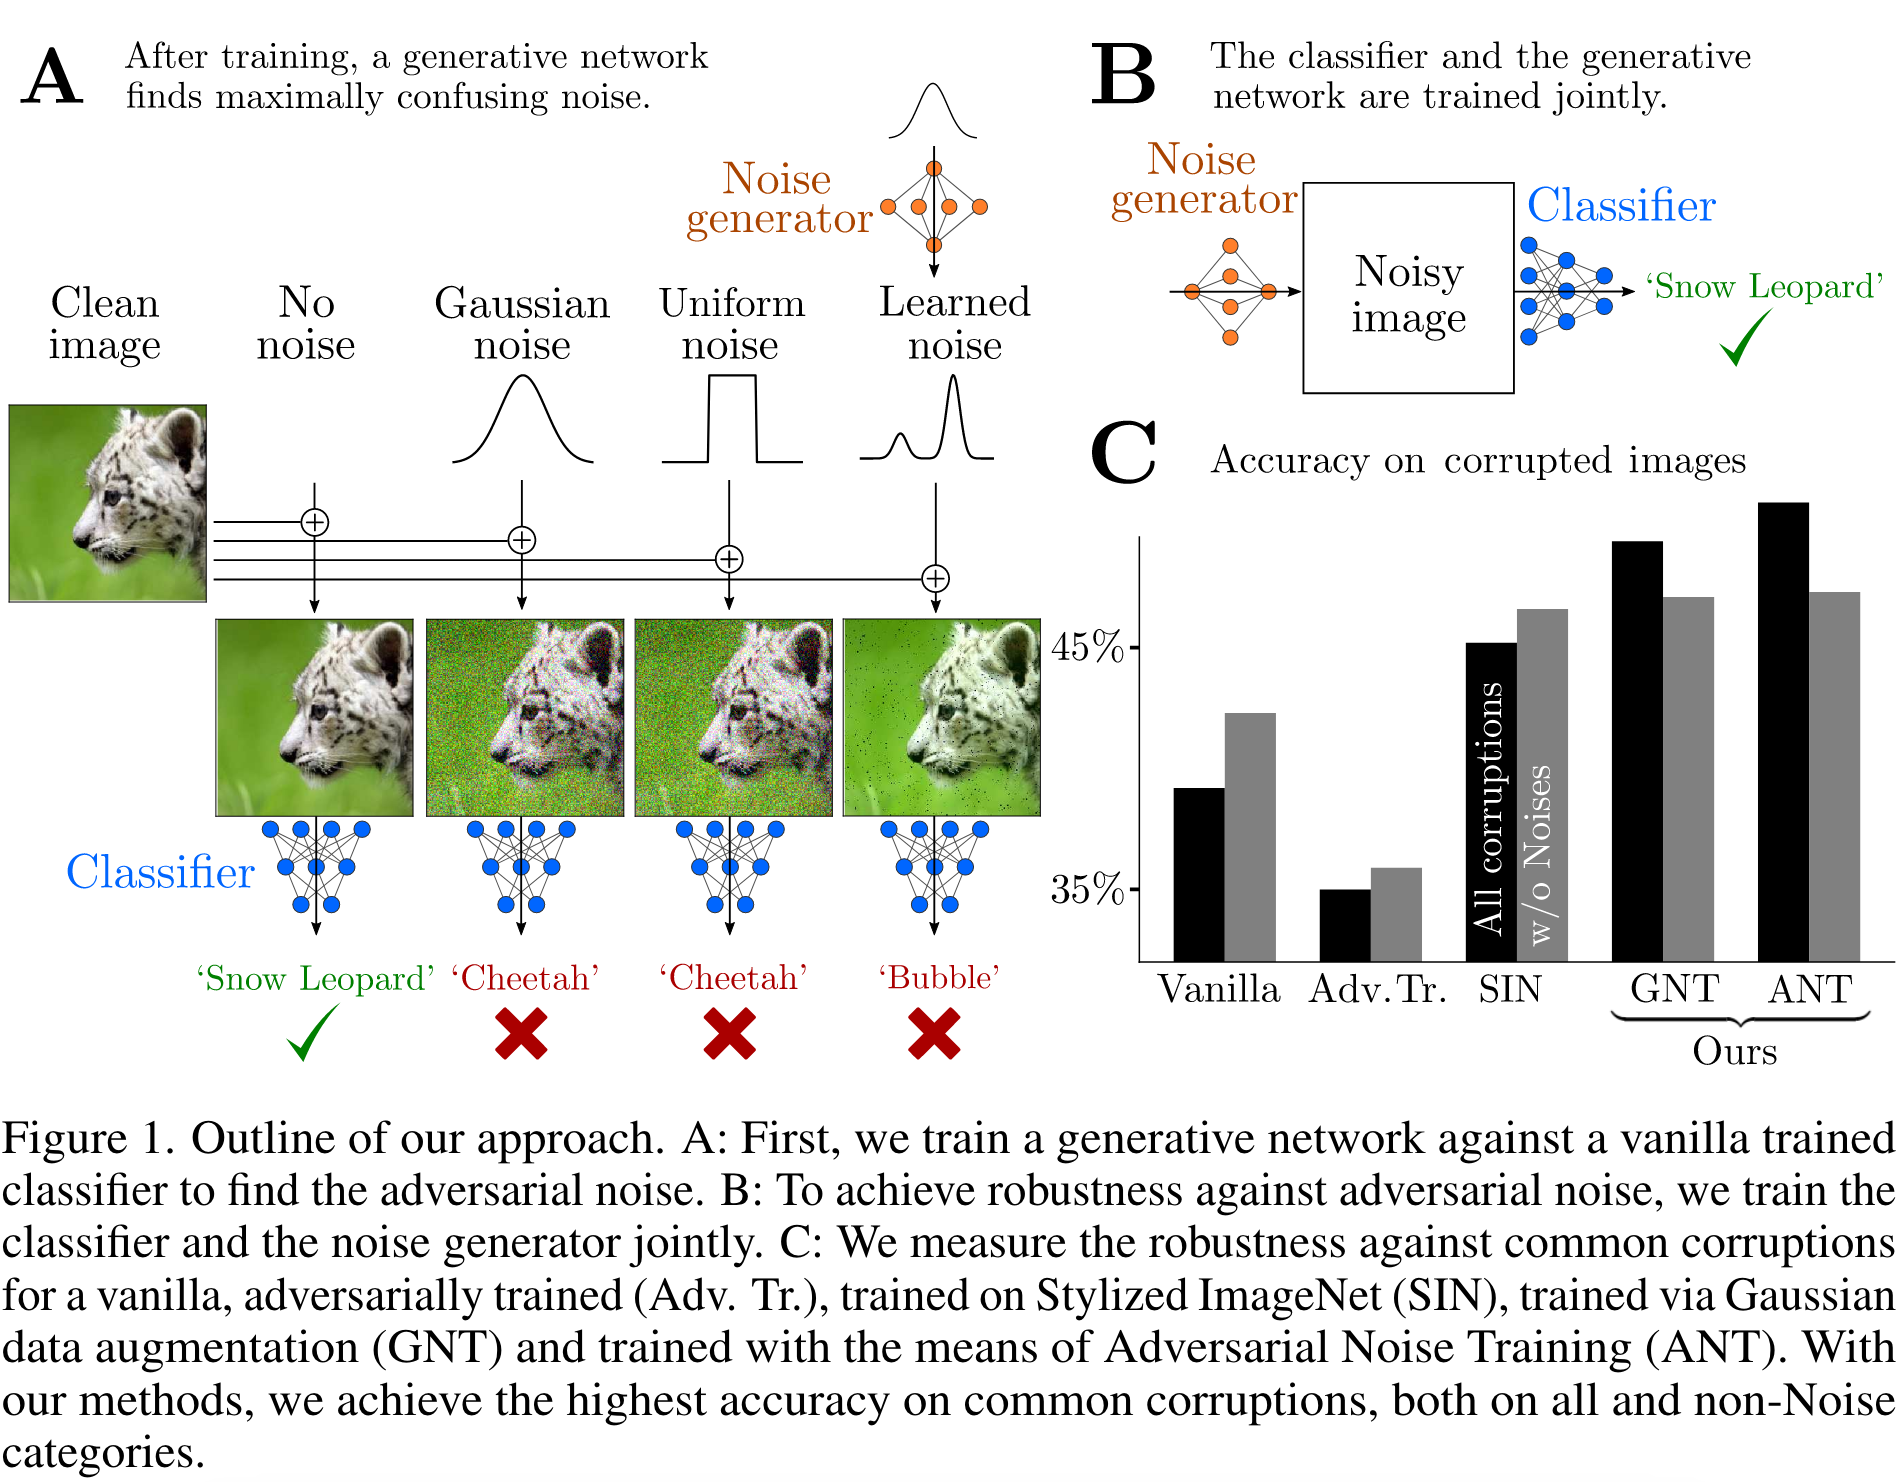 A
After training, a generative network
finds maximally confusing noise.
Noise
generator
Clean
image
No
noise
Gaussian
noise
Uniform
noise
Learned
noise
Classifier
‘Snow Leopard’
‘Cheetah’
‘Cheetah’
‘Bubble’
B
The classifier and the generative
network are trained jointly.
Noise
generator
Noisy
image
Classifier
‘Snow Leopard’
C
Accuracy on corrupted images
45%
35%
All corruptions
w/o Noises
Vanilla
Adv.Tr.
SIN
GNT
ANT
Ours
Figure 1. Outline of our approach. A: First, we train a generative network against a vanilla trained
classifier to find the adversarial noise. B: To achieve robustness against adversarial noise, we train the
classifier and the noise generator jointly. C: We measure the robustness against common corruptions
for a vanilla, adversarially trained (Adv. Tr.), trained on Stylized ImageNet (SIN), trained via Gaussian
data augmentation (GNT) and trained with the means of Adversarial Noise Training (ANT). With
our methods, we achieve the highest accuracy on common corruptions, both on all and non-Noise
categories.